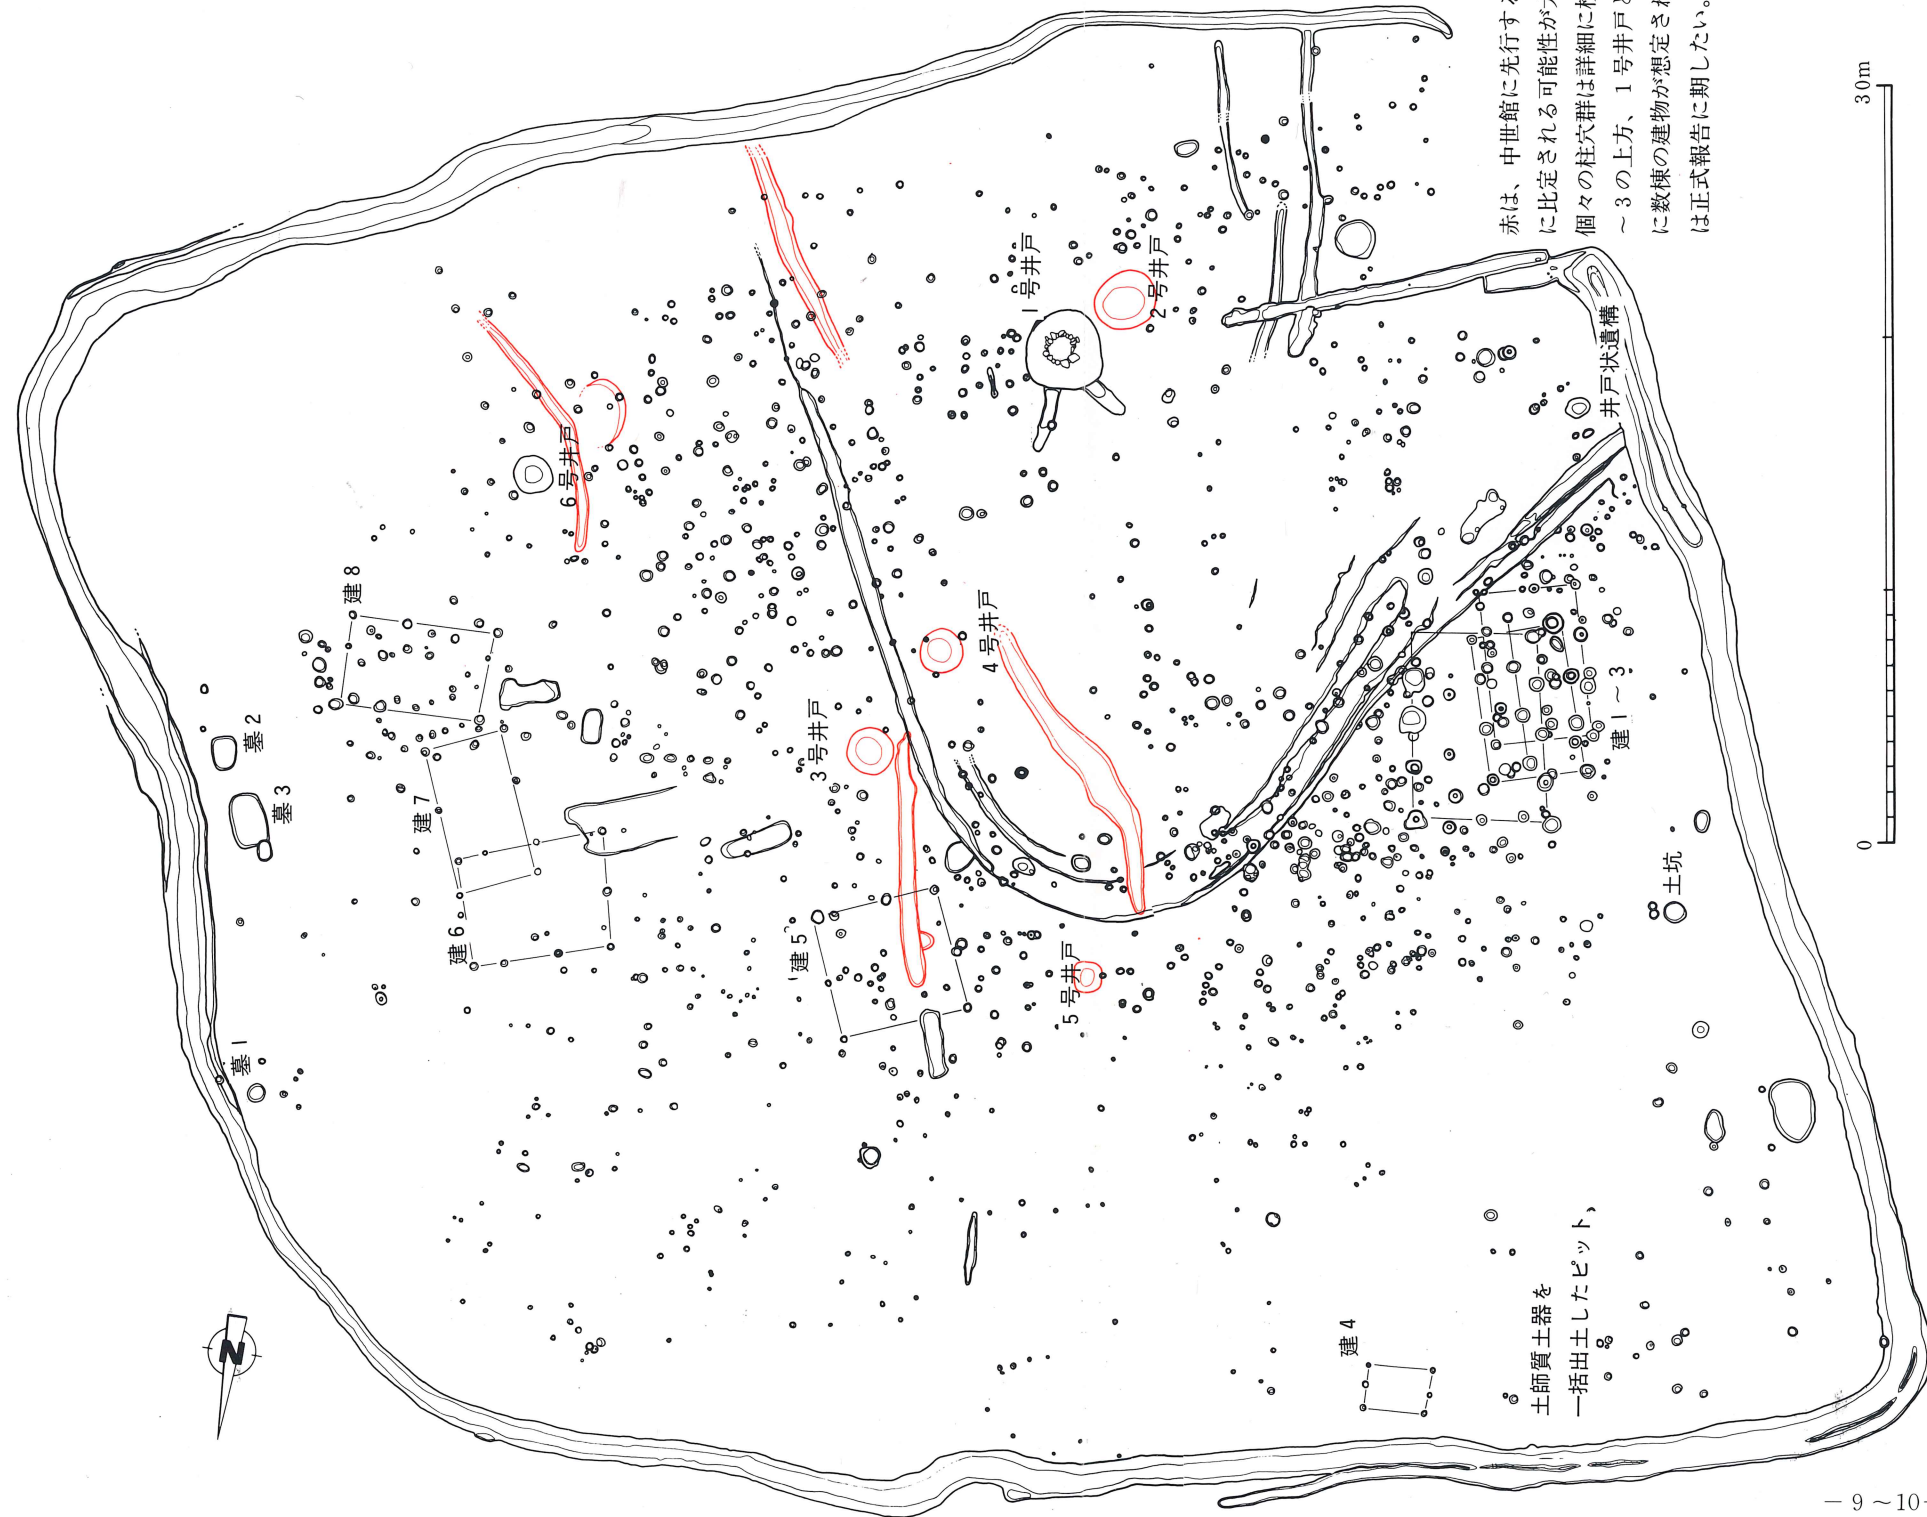 赤は、中世館に先行する
に比定される可能性が
個々の柱穴群は詳細に
～3の上方、1号井戸と
に数棟の建物が想定され
は正式報告に期したい。
30m
0
1号井戸
2号井戸
3号井戸
4号井戸
5号井戸
6号井戸
井戸状遺構
建1～3
建4
建5
建6
建7
建8
墓1
墓2
墓3
土坑
土師質土器を
一括出土したピット
N
－9～10